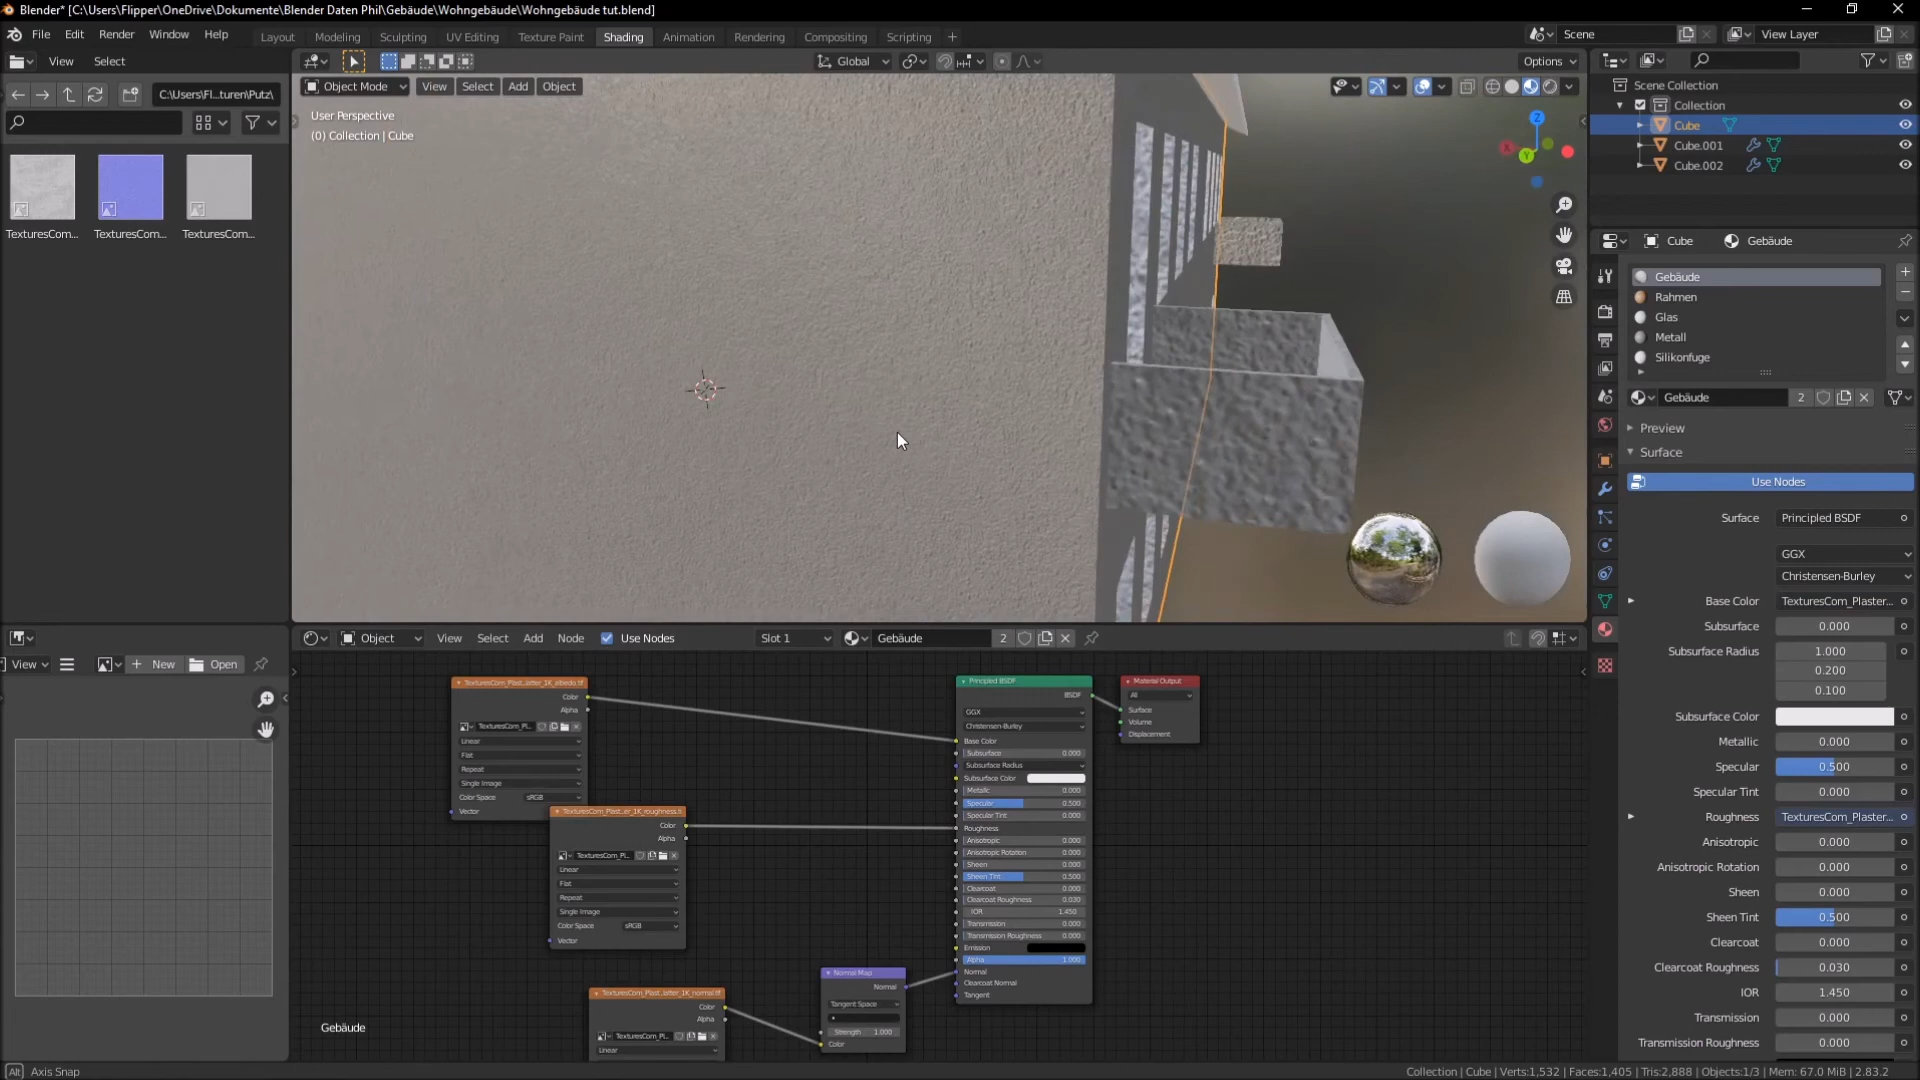 Blender* [C:\Users\Flipper\OneDrive\Dokumente\Blender Daten Phil\Gebäude\Wohngebäude\Wohngebäude tut.blend]
File Edit Render Window Help Layout Modeling Sculpting UV Editing Texture Paint Shading Animation Rendering Compositing Scripting + Scene View Layer
View Select Global Options
C:\Users\Fl...turen\Putz\ Object Mode View Select Add Object
User Perspective
(0) Collection | Cube
TexturesCom... TexturesCom... TexturesCom...
Scene Collection
Collection
Cube
Cube.001
Cube.002
Z
X
Y
Cube Gebäude
Gebäude
Rahmen
Glas
Metall
Silikonfuge
Gebäude 2
Preview
Surface
Use Nodes
Surface Principled BSDF
GGX
Christensen-Burley
Base Color TexturesCom_Plaster...
Subsurface 0.000
Subsurface Radius 1.000
0.200
0.100
Subsurface Color
Metallic 0.000
Specular 0.500
Specular Tint 0.000
Roughness TexturesCom_Plaster...
Anisotropic 0.000
Anisotropic Rotation 0.000
Sheen 0.000
Sheen Tint 0.500
Clearcoat 0.000
Clearcoat Roughness 0.030
IOR 1.450
Transmission 0.000
Transmission Roughness 0.000
Object View Select Add Node Use Nodes Slot 1 Gebäude 2
View New Open
TexturesCom_Plast...atter_1K_albedo.tif
Color
Alpha
TexturesCom_Pl...
Linear
Flat
Repeat
Single Image
Color Space sRGB
Vector
TexturesCom_Plast...er_1K_roughness.ti
Color
Alpha
TexturesCom_Pl...
Linear
Flat
Repeat
Single Image
Color Space sRGB
Vector
TexturesCom_Plast...latter_1K_normal.tif
Color
Alpha
TexturesCom_Pl...
Linear
Normal Map
Normal
Tangent Space
Strength 1.000
Color
Principled BSDF
BSDF
GGX
Christensen-Burley
Base Color
Subsurface 0.000
Subsurface Radius
Subsurface Color
Metallic 0.000
Specular 0.500
Specular Tint 0.000
Roughness
Anisotropic 0.000
Anisotropic Rotation 0.000
Sheen 0.000
Sheen Tint 0.500
Clearcoat 0.000
Clearcoat Roughness 0.030
IOR 1.450
Transmission 0.000
Transmission Roughness 0.000
Emission
Alpha 1.000
Normal
Clearcoat Normal
Tangent
Material Output
All
Surface
Volume
Displacement
Gebäude
Alt Axis Snap
Collection | Cube | Verts:1,532 | Faces:1,405 | Tris:2,888 | Objects:1/3 | Mem: 67.0 MiB | 2.83.2